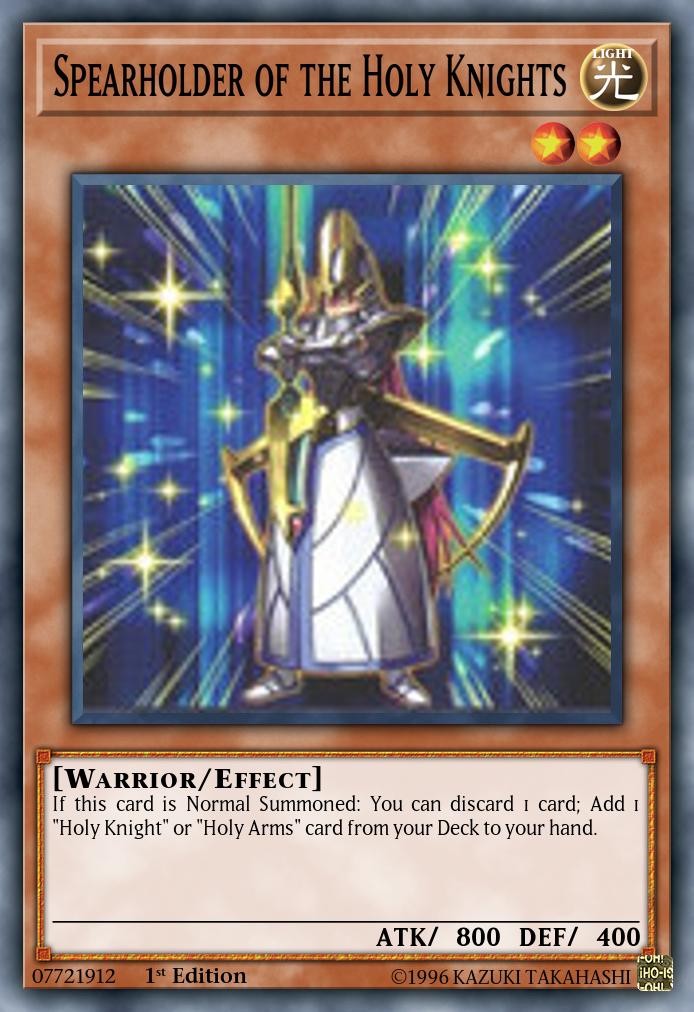 Spearholder of the Holy Knights
LIGHT
光
[Warrior/Effect]
If this card is Normal Summoned: You can discard 1 card; Add 1
"Holy Knight" or "Holy Arms" card from your Deck to your hand.
ATK/ 800 DEF/ 400
07721912 1st Edition ©1996 KAZUKI TAKAHASHI